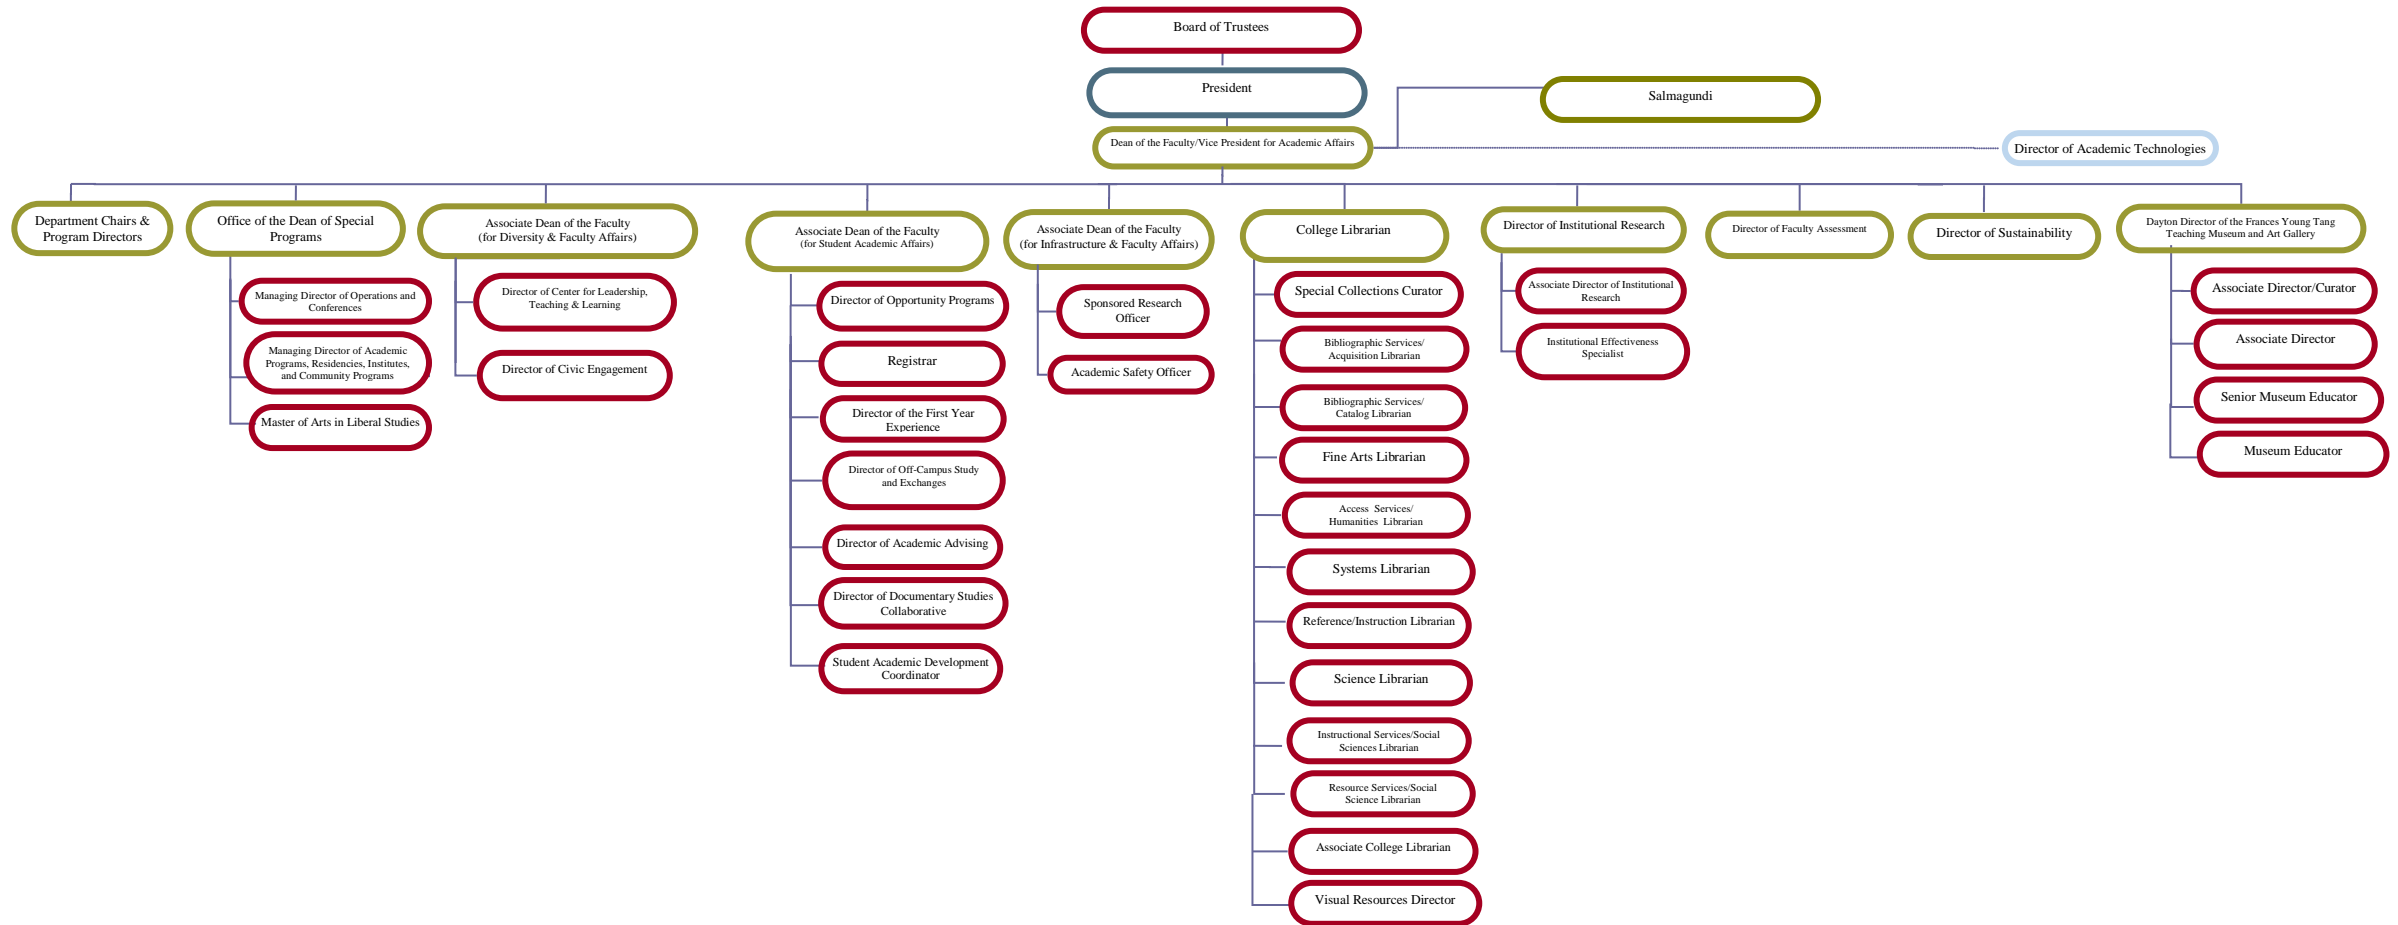 Board of Trustees
President
Salmagundi
Dean of the Faculty/Vice President for Academic Affairs
Director of Academic Technologies
Department Chairs &
Program Directors
Office of the Dean of Special
Programs
Associate Dean of the Faculty
(for Diversity & Faculty Affairs)
Associate Dean of the Faculty
(for Student Academic Affairs)
Associate Dean of the Faculty
(for Infrastructure & Faculty Affairs)
College Librarian
Director of Institutional Research
Director of Faculty Assessment
Director of Sustainability
Dayton Director of the Frances Young Tang
Teaching Museum and Art Gallery
Managing Director of Operations and
Conferences
Managing Director of Academic
Programs, Residencies, Institutes,
and Community Programs
Master of Arts in Liberal Studies
Director of Center for Leadership,
Teaching & Learning
Director of Civic Engagement
Director of Opportunity Programs
Registrar
Director of the First Year
Experience
Director of Off-Campus Study
and Exchanges
Director of Academic Advising
Director of Documentary Studies
Collaborative
Student Academic Development
Coordinator
Sponsored Research
Officer
Academic Safety Officer
Special Collections Curator
Bibliographic Services/
Acquisition Librarian
Bibliographic Services/
Catalog Librarian
Fine Arts Librarian
Access Services/
Humanities Librarian
Systems Librarian
Reference/Instruction Librarian
Science Librarian
Instructional Services/Social
Sciences Librarian
Resource Services/Social
Science Librarian
Associate College Librarian
Visual Resources Director
Associate Director of Institutional
Research
Institutional Effectiveness
Specialist
Associate Director/Curator
Associate Director
Senior Museum Educator
Museum Educator